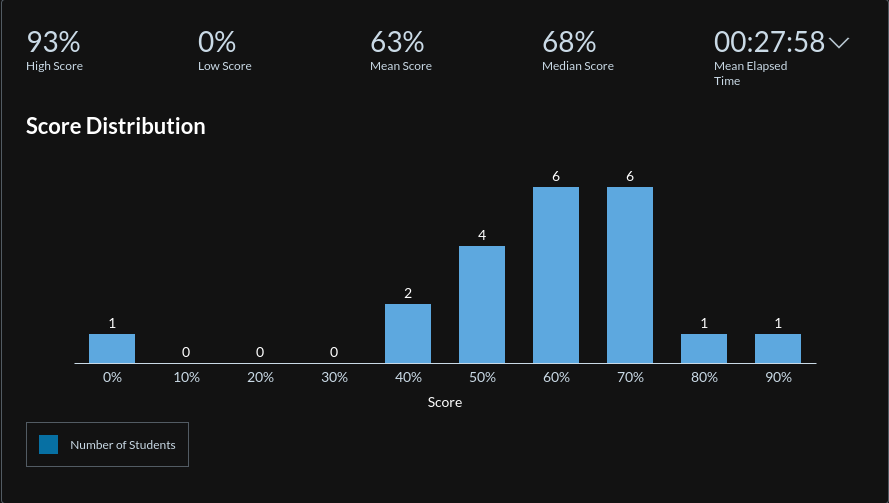 93% 0% 63% 68% 00:27:58
High Score Low Score Mean Score Median Score Mean Elapsed
Time
Score Distribution
6 6
4
2
1 1 1
0 0 0
0% 10% 20% 30% 40% 50% 60% 70% 80% 90%
Score
Number of Students